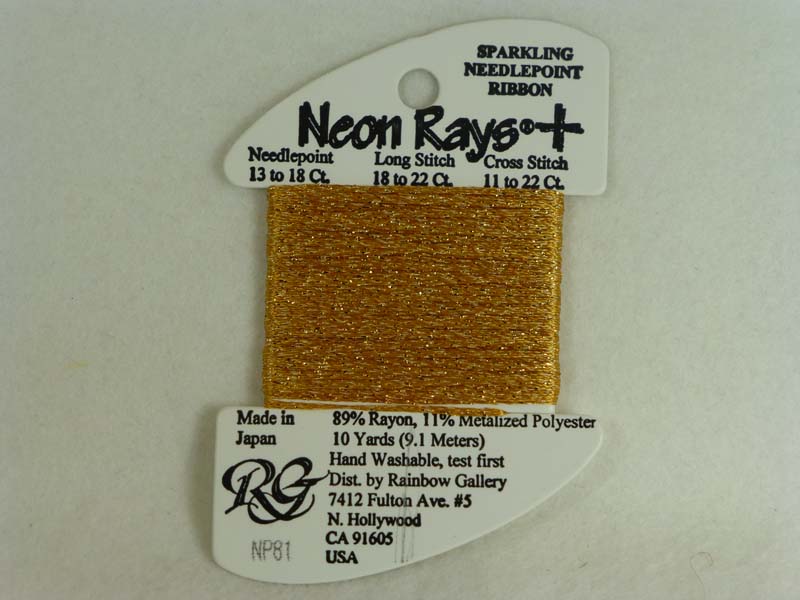 SPARKLING
NEEDLEPOINT
RIBBON
Neon Rays®+
Needlepoint Long Stitch Cross Stitch
13 to 18 Ct. 18 to 22 Ct. 11 to 22 Ct.
Made in
Japan
89% Rayon, 11% Metalized Polyester
10 Yards (9.1 Meters)
Hand Washable, test first
Dist. by Rainbow Gallery
7412 Fulton Ave. #5
N. Hollywood
CA 91605
USA
RG
NP81